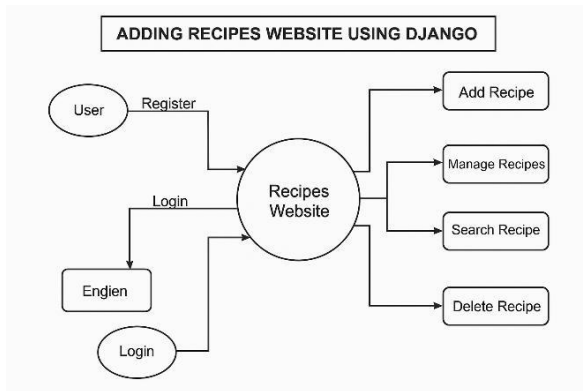 ADDING RECIPES WEBSITE USING DJANGO
User
Register
Add Recipe
Manage Recipes
Recipes
Website
Login
Search Recipe
Endien
Delete Recipe
Login